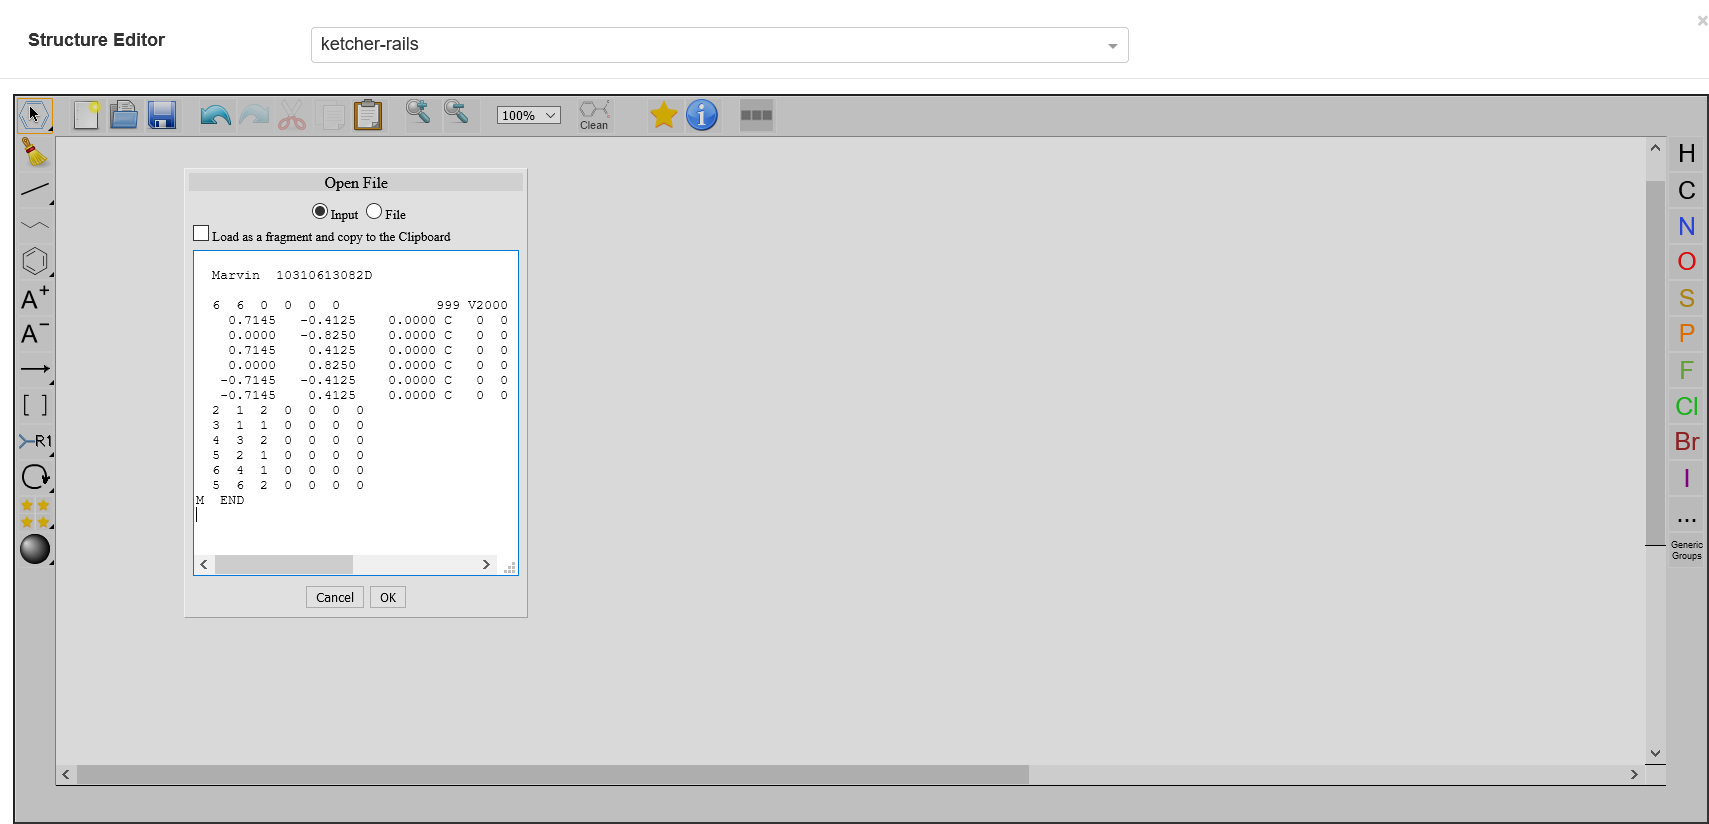 Structure Editor
ketcher-rails
×
100%
Clean
Open File
Input File
Load as a fragment and copy to the Clipboard
Marvin  10310613082D
6  6  0  0  0  0            999 V2000
0.7145   -0.4125    0.0000 C   0  0
0.0000   -0.8250    0.0000 C   0  0
0.7145    0.4125    0.0000 C   0  0
0.0000    0.8250    0.0000 C   0  0
-0.7145   -0.4125    0.0000 C   0  0
-0.7145    0.4125    0.0000 C   0  0
2  1  2  0  0  0  0
3  1  1  0  0  0  0
4  3  2  0  0  0  0
5  2  1  0  0  0  0
6  4  1  0  0  0  0
5  6  2  0  0  0  0
M  END
Cancel
OK
A+
A−
[ ]
R1
H
C
N
O
S
P
F
Cl
Br
I
...
Generic
Groups